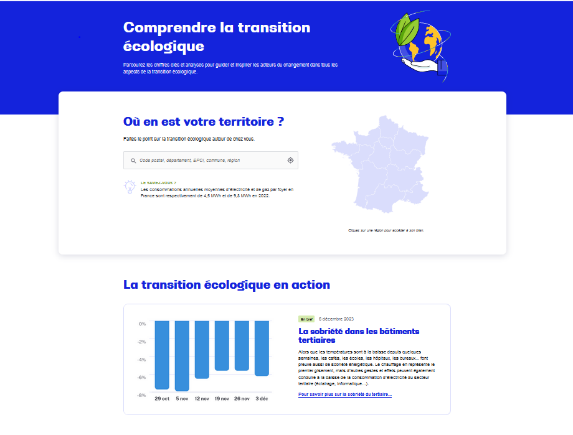 Comprendre la transition
écologique
Parcourez les chiffres clés et analyses pour guider et inspirer les acteurs du changement dans tous les
aspects de la transition écologique.
Où en est votre territoire ?
Faites le point sur la transition écologique autour de chez vous.
Code postal, département, EPCI, commune, région
Le saviez-vous ?
Les consommations annuelles moyennes d'électricité et de gaz par foyer en
France sont respectivement de 4,5 MWh et de 9,8 MWh en 2022.
Cliquez sur une région pour accéder à son bilan
La transition écologique en action
0%
-2%
-4%
-6%
-8%
29 oct 5 nov 12 nov 19 nov 26 nov 3 déc
5 décembre 2023
La sobriété dans les bâtiments
tertiaires
Alors que les températures sont à la baisse depuis quelques
semaines, les cafés, les écoles, les hôpitaux, les bureaux... font
preuve aussi de sobriété énergétique. Le chauffage en représente le
premier gisement, mais d'autres gestes et effets peuvent également
conduire à la baisse de la consommation d'électricité du secteur
tertiaire (éclairage, informatique...).
Pour savoir plus sur la sobriété du tertiaire...